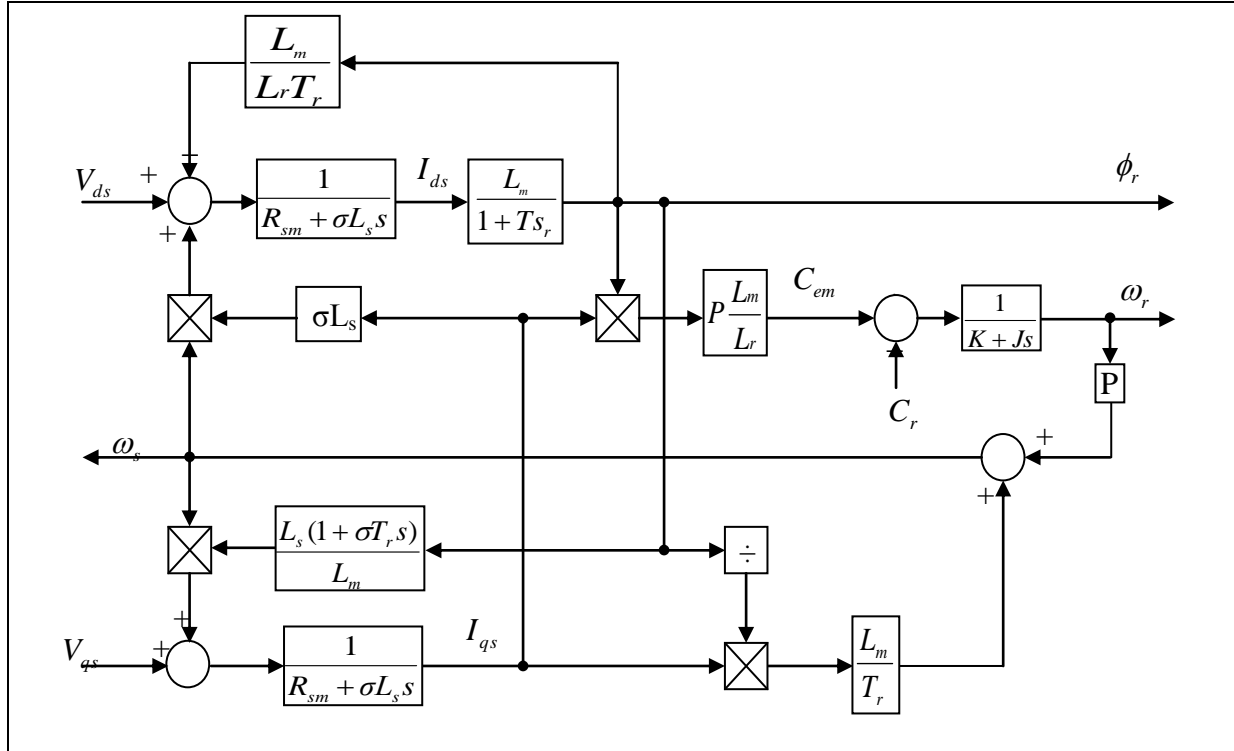 L_m
L_r T_r
V_ds
+
−
+
1
R_sm + σL_s s
I_ds
L_m
1 + Ts_r
ϕ_r
σL_s
P L_m
L_r
C_em
−
C_r
1
K + Js
ω_r
P
ω_s
+
+
L_s (1 + σT_r s)
L_m
÷
V_qs
+
+
1
R_sm + σL_s s
I_qs
L_m
T_r